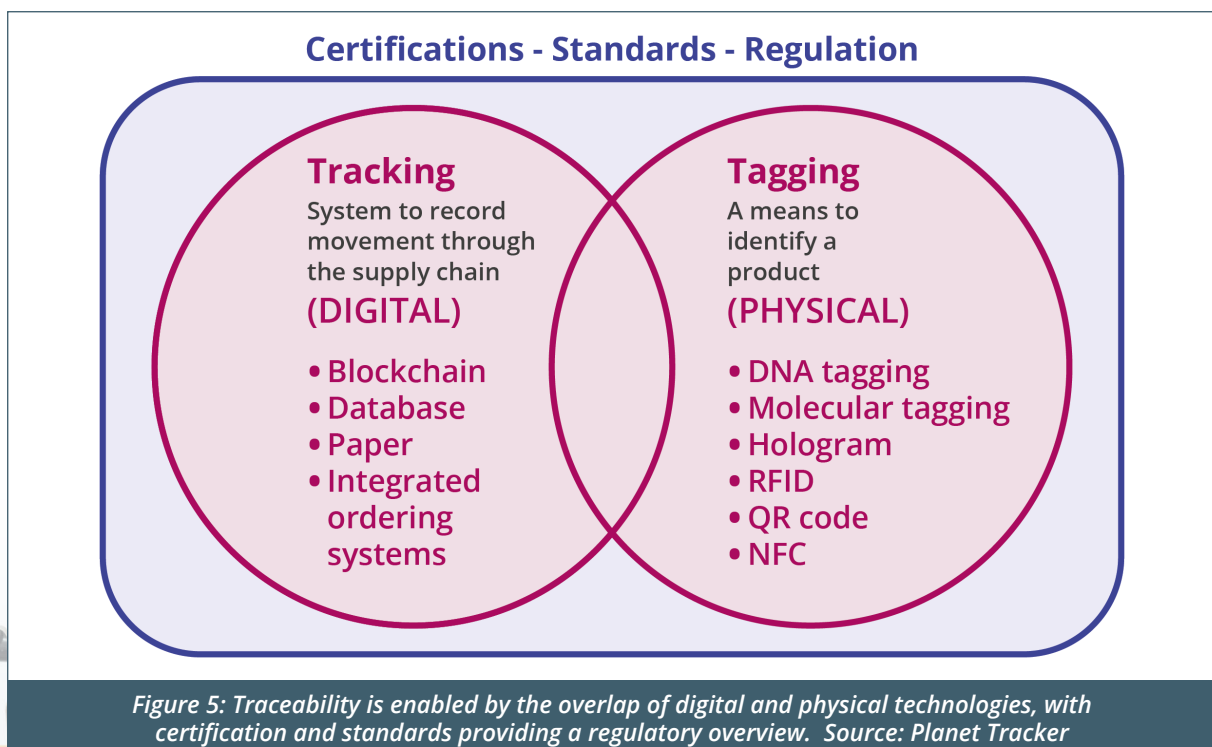 Certifications - Standards - Regulation
Tracking
System to record
movement through
the supply chain
(DIGITAL)
• Blockchain
• Database
• Paper
• Integrated
ordering
systems
Tagging
A means to
identify a
product
(PHYSICAL)
• DNA tagging
• Molecular tagging
• Hologram
• RFID
• QR code
• NFC
Figure 5: Traceability is enabled by the overlap of digital and physical technologies, with
certification and standards providing a regulatory overview. Source: Planet Tracker